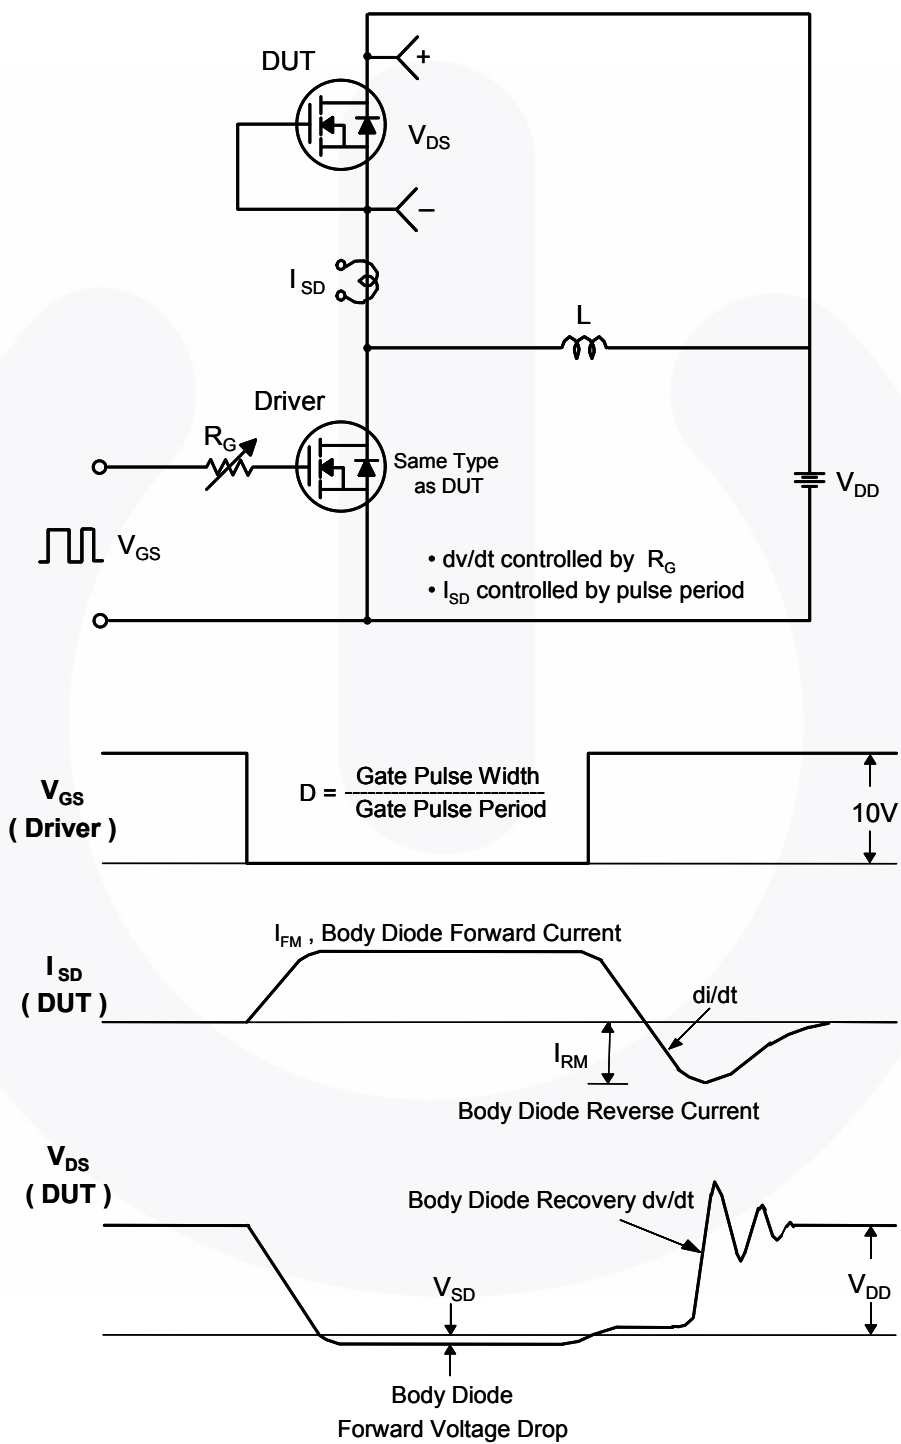 DUT
+
V_DS
−
I_SD
L
Driver
R_G
Same Type
as DUT
V_DD
V_GS
• dv/dt controlled by R_G
• I_SD controlled by pulse period
V_GS
( Driver )
D = Gate Pulse Width
--------------------------
Gate Pulse Period
10V
I_FM , Body Diode Forward Current
I_SD
( DUT )
di/dt
I_RM
Body Diode Reverse Current
V_DS
( DUT )
Body Diode Recovery dv/dt
V_SD
V_DD
Body Diode
Forward Voltage Drop